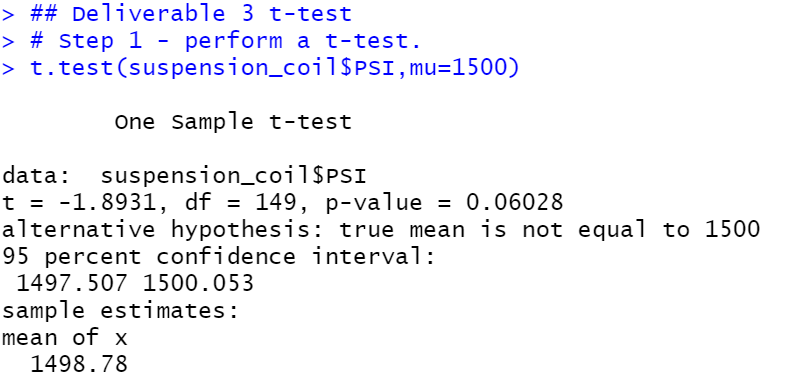 > ## Deliverable 3 t-test
> # Step 1 - perform a t-test.
> t.test(suspension_coil$PSI,mu=1500)
One Sample t-test
data:  suspension_coil$PSI
t = -1.8931, df = 149, p-value = 0.06028
alternative hypothesis: true mean is not equal to 1500
95 percent confidence interval:
1497.507 1500.053
sample estimates:
mean of x
1498.78